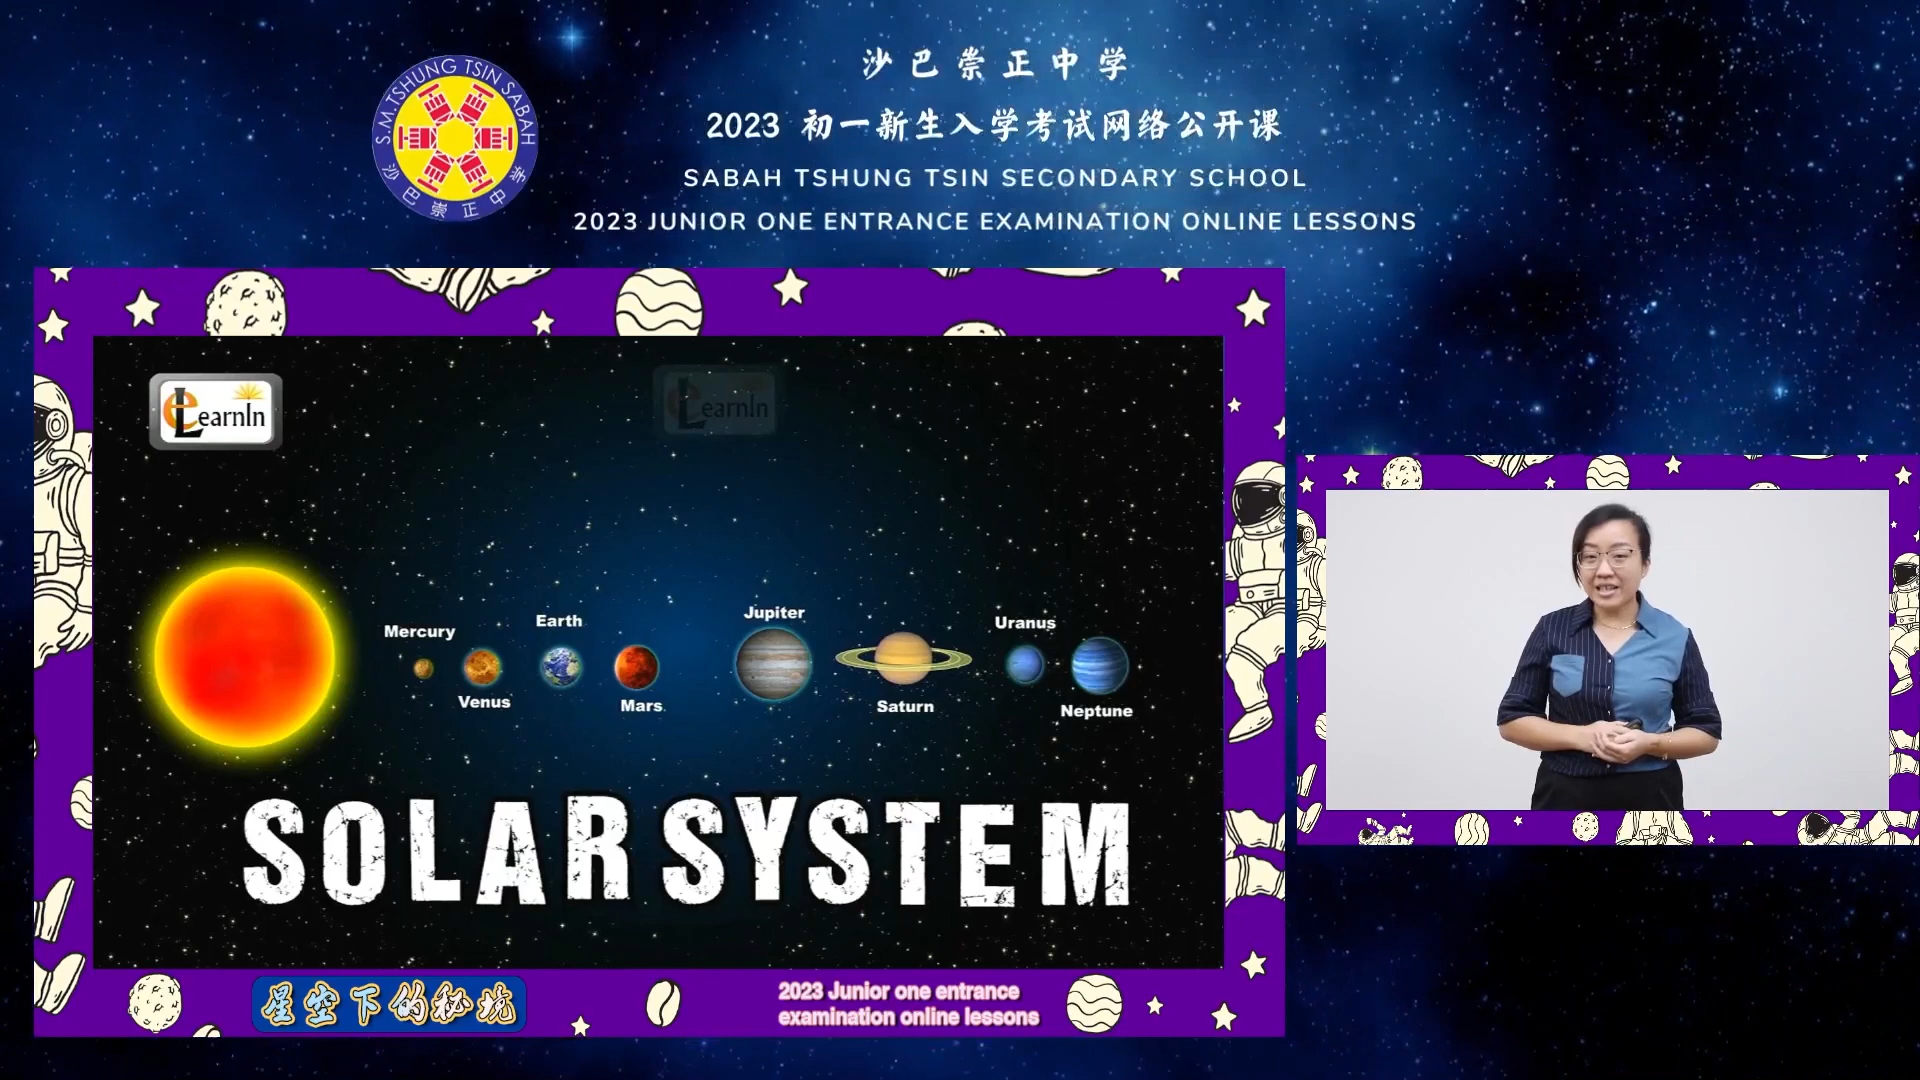 沙巴崇正中学
2023 初一新生入学考试网络公开课
SABAH TSHUNG TSIN SECONDARY SCHOOL
2023 JUNIOR ONE ENTRANCE EXAMINATION ONLINE LESSONS
S.M. TSHUNG TSIN SABAH
沙巴崇正中学
eLearnIn
eLearnIn
Mercury
Venus
Earth
Mars
Jupiter
Saturn
Uranus
Neptune
SOLAR SYSTEM
星空下的秘境
2023 Junior one entrance
examination online lessons